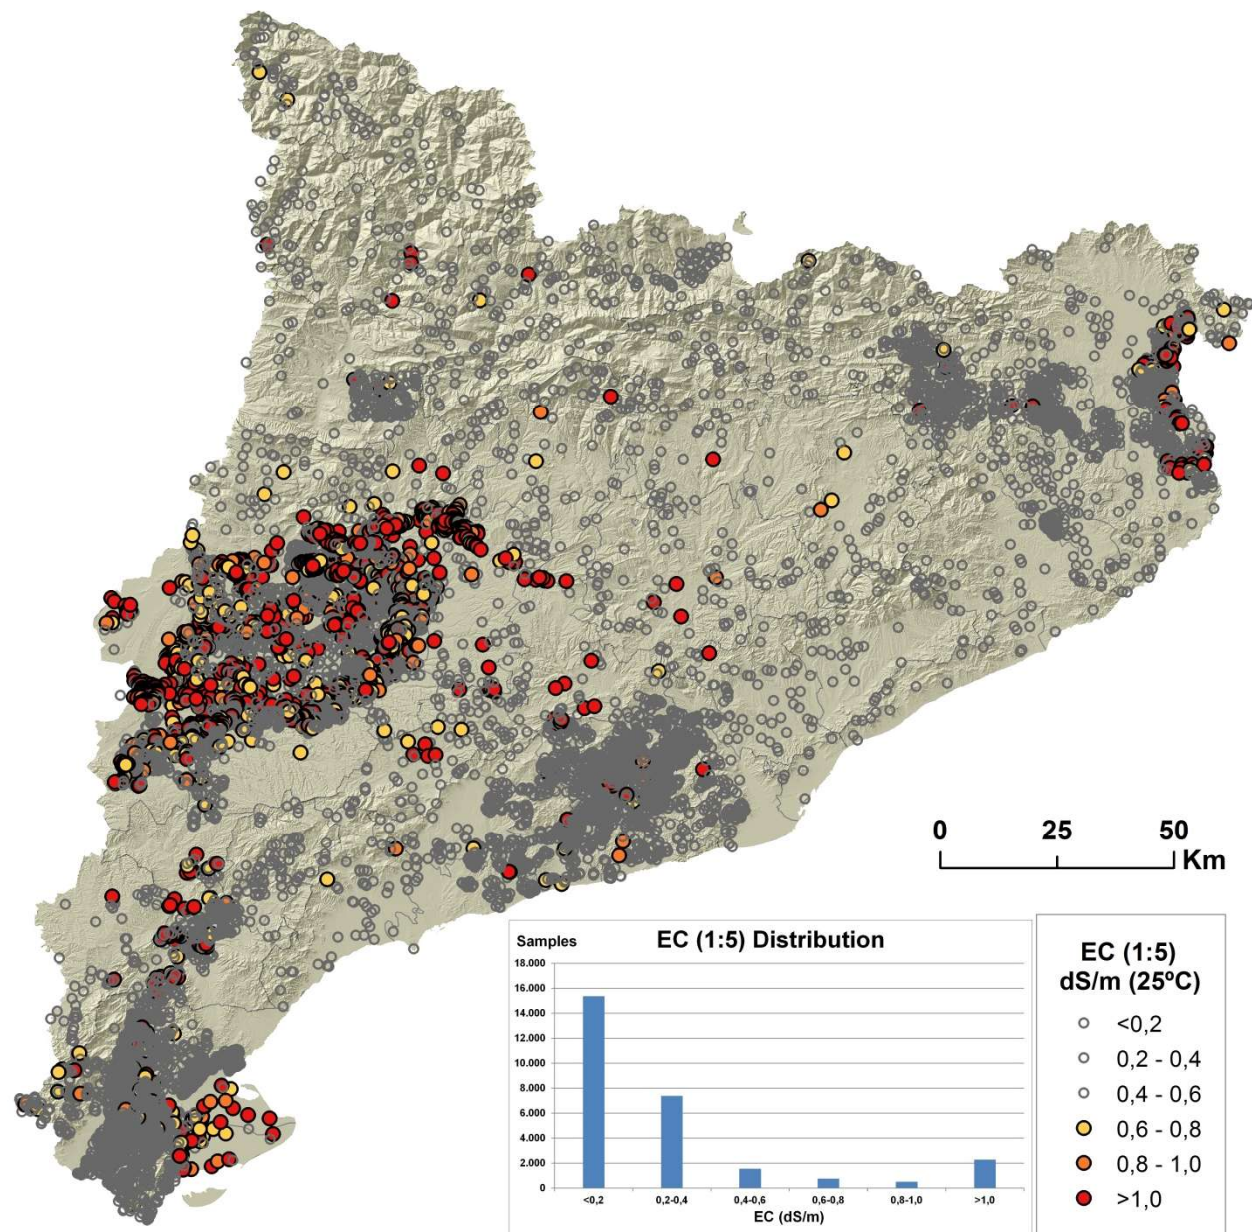 0 25 50
Km
Samples EC (1:5) Distribution
18.000
16.000
14.000
12.000
10.000
8.000
6.000
4.000
2.000
0
<0,2 0,2-0,4 0,4-0,6 0,6-0,8 0,8-1,0 >1,0
EC (dS/m)
EC (1:5)
dS/m (25ºC)
<0,2
0,2 - 0,4
0,4 - 0,6
0,6 - 0,8
0,8 - 1,0
>1,0